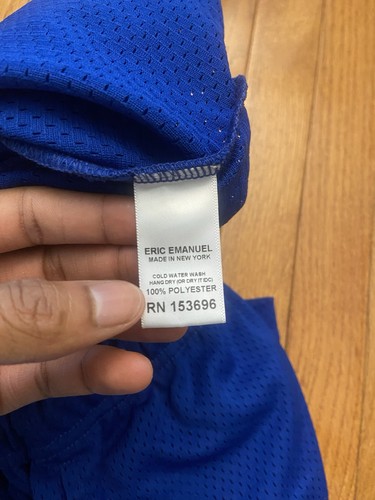 ERIC EMANUEL
MADE IN NEW YORK
COLD WATER WASH
HANG DRY (OR DRY IT IDC)
100% POLYESTER
RN 153696